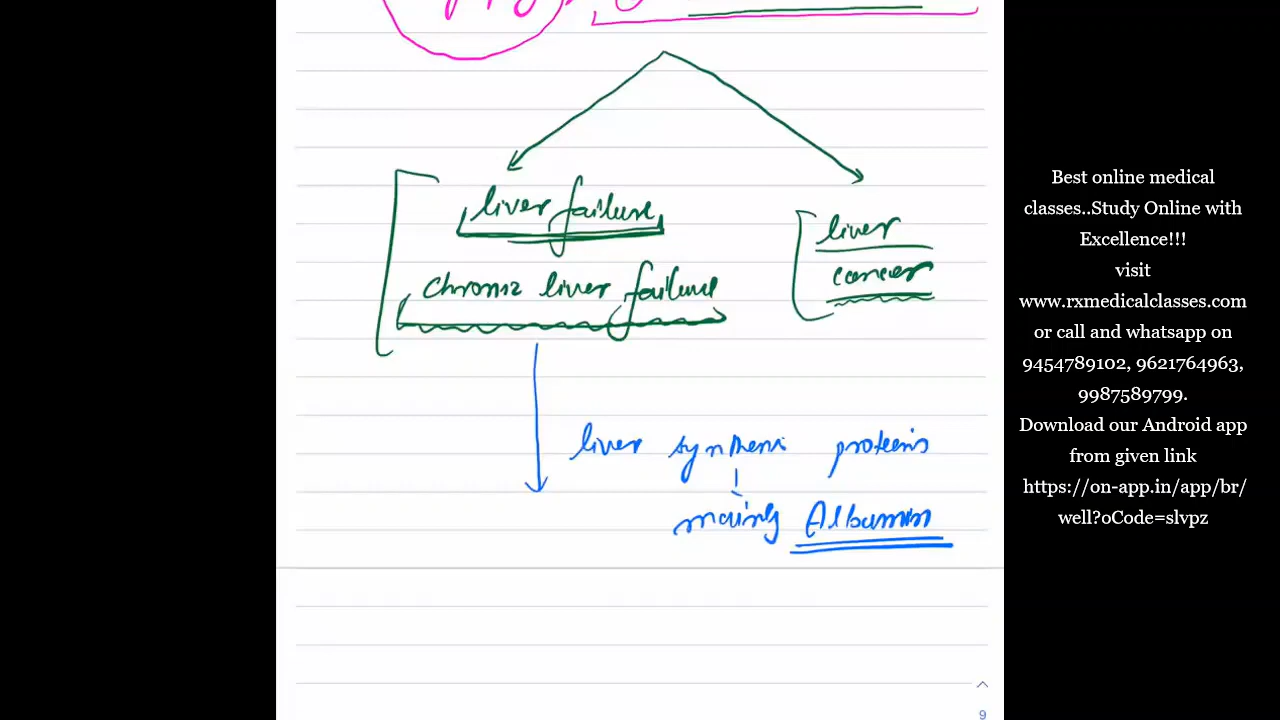 liver failure
chronic liver failure
liver
cancer
liver synthesis proteins
mainly Albumin
9
Best online medical
classes..Study Online with
Excellence!!!
visit
www.rxmedicalclasses.com
or call and whatsapp on
9454789102, 9621764963,
9987589799.
Download our Android app
from given link
https://on-app.in/app/br/
well?oCode=slvpz